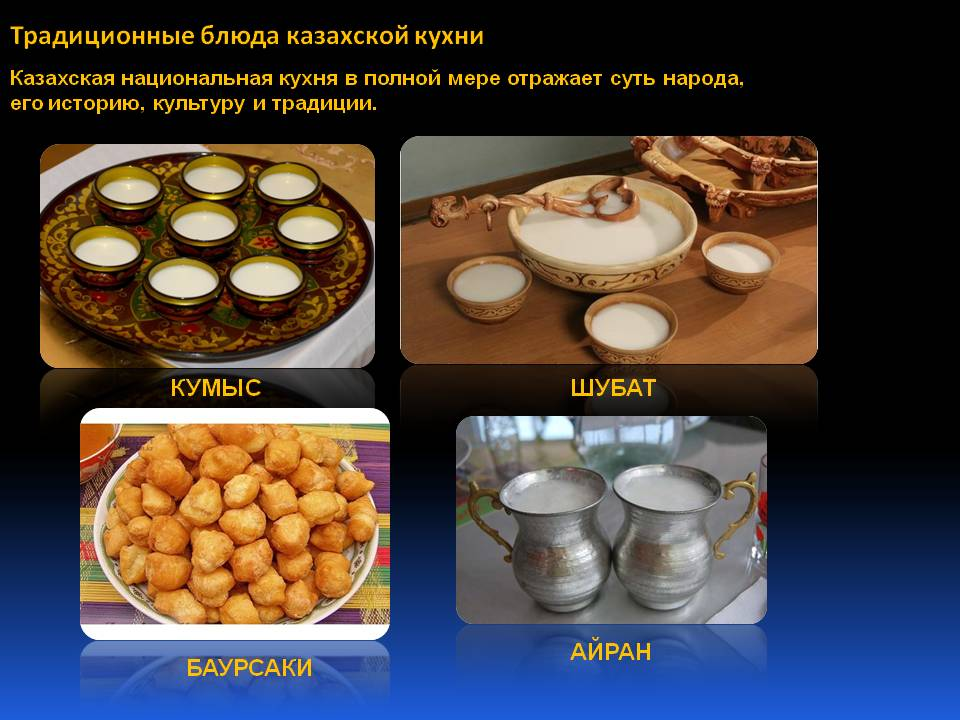 Традиционные блюда казахской кухни
Казахская национальная кухня в полной мере отражает суть народа,
его историю, культуру и традиции.
КУМЫС
ШУБАТ
БАУРСАКИ
АЙРАН